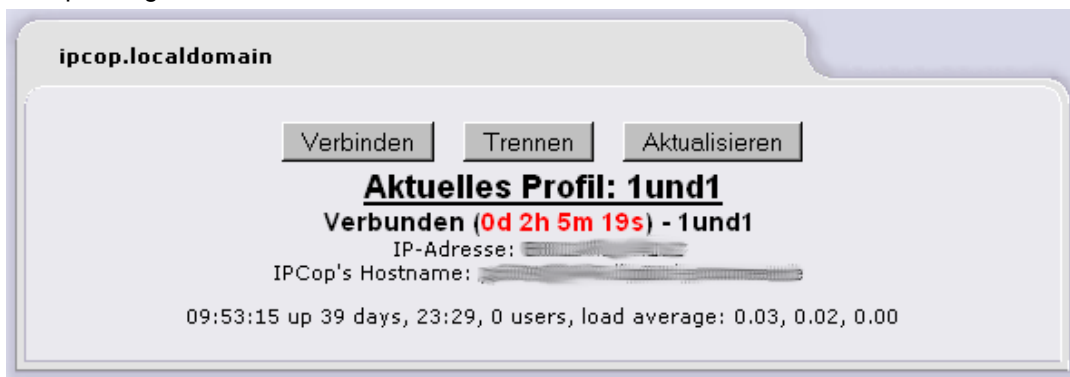 ipcop.localdomain
Verbinden Trennen Aktualisieren
Aktuelles Profil: 1und1
Verbunden (0d 2h 5m 19s) - 1und1
IP-Adresse:
IPCop's Hostname:
09:53:15 up 39 days, 23:29, 0 users, load average: 0.03, 0.02, 0.00